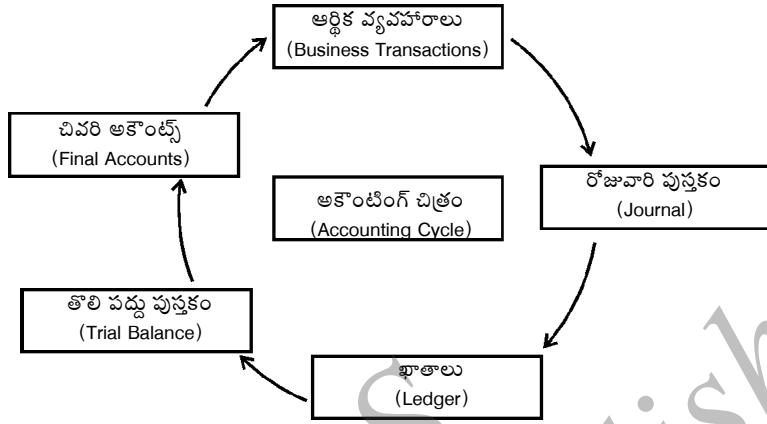 ఆర్థిక వ్యవహారాలు
(Business Transactions)
రోజువారి పుస్తకం
(Journal)
ఖాతాలు
(Ledger)
తొలి పద్దు పుస్తకం
(Trial Balance)
చివరి అకౌంట్స్
(Final Accounts)
అకౌంటింగ్ చిత్రం
(Accounting Cycle)